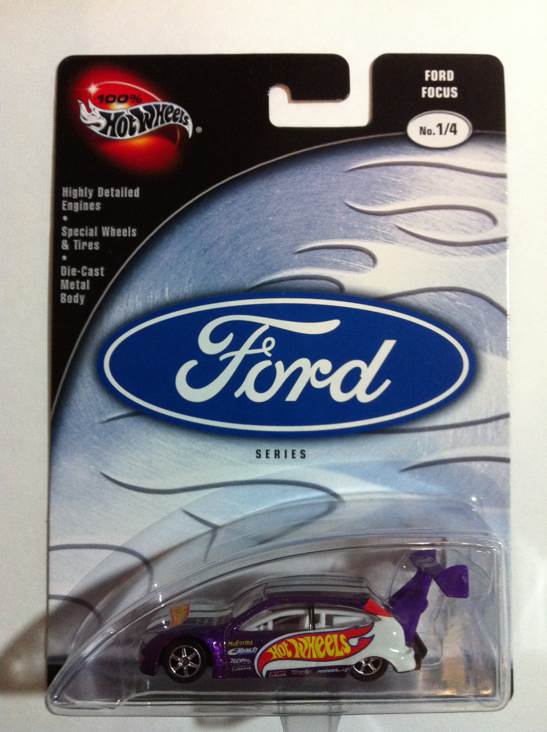 100%
Hot Wheels®
FORD
FOCUS
No. 1/4
Highly Detailed
Engines
•
Special Wheels
& Tires
•
Die-Cast
Metal
Body
Ford
SERIES
HOT WHEELS